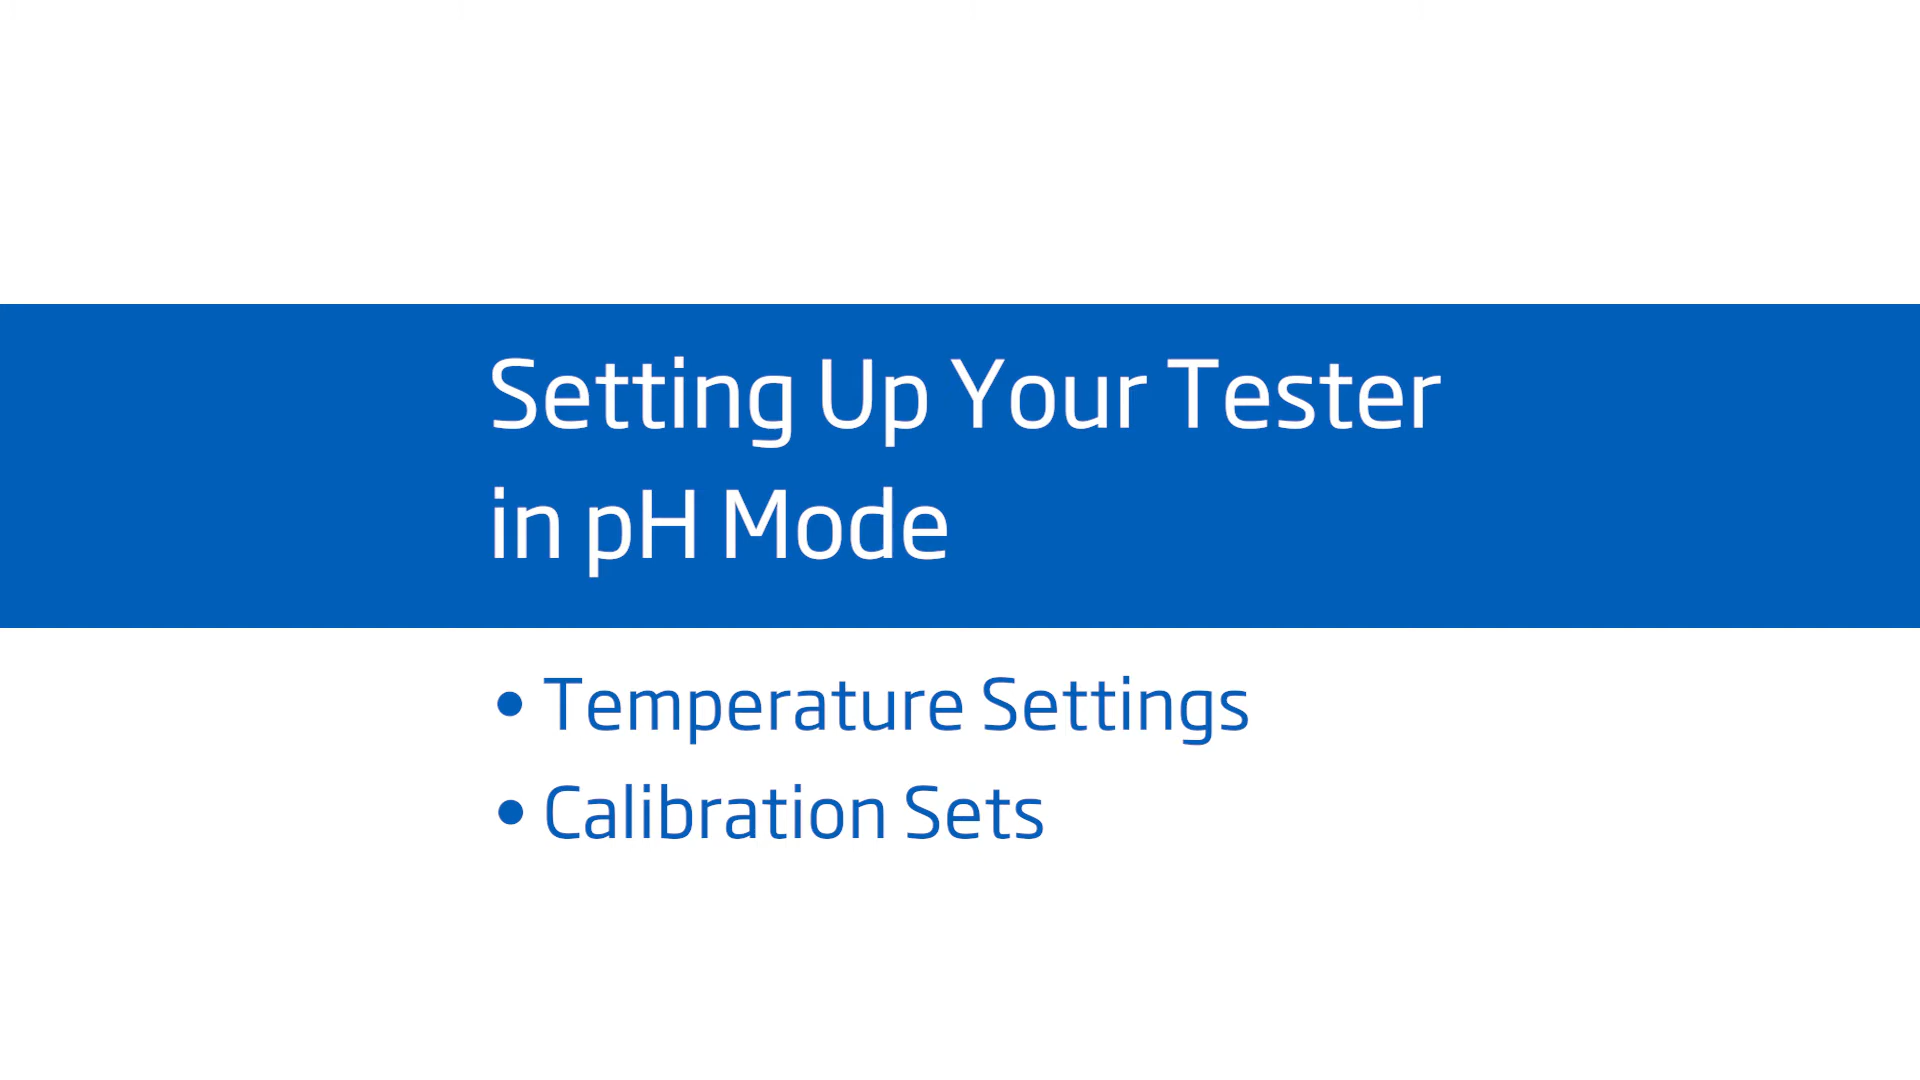 Setting Up Your Tester
in pH Mode
• Temperature Settings
• Calibration Sets